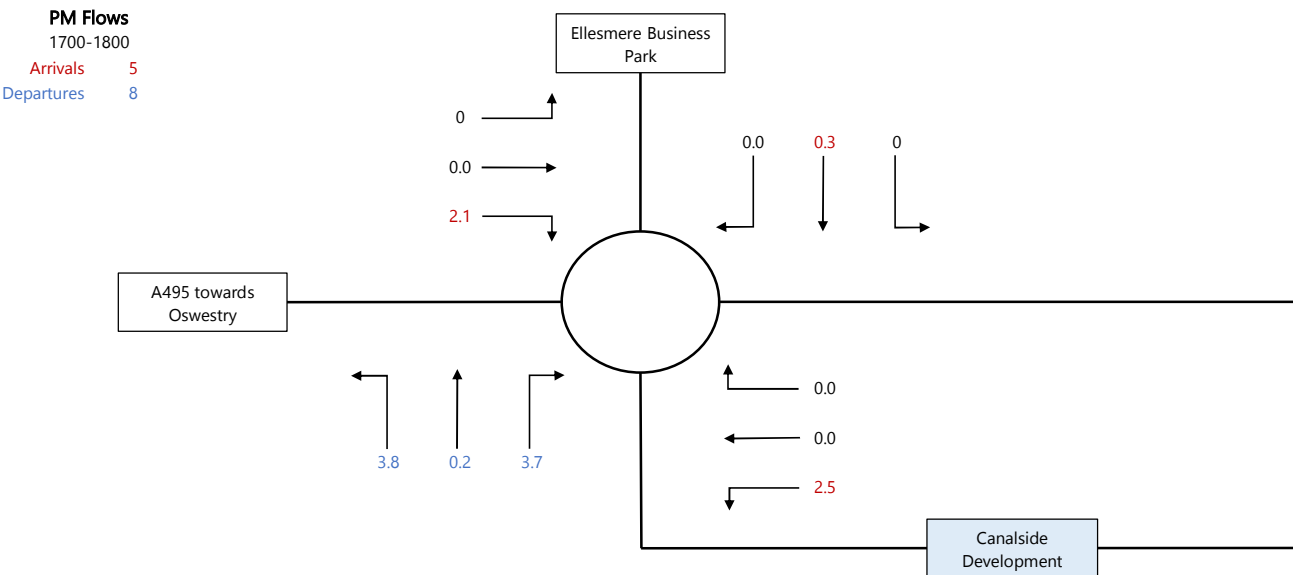 PM Flows
1700-1800
Arrivals 5
Departures 8
Ellesmere Business
Park
0
0.0
2.1
0.0 0.3 0
A495 towards
Oswestry
3.8 0.2 3.7
0.0
0.0
2.5
Canalside
Development